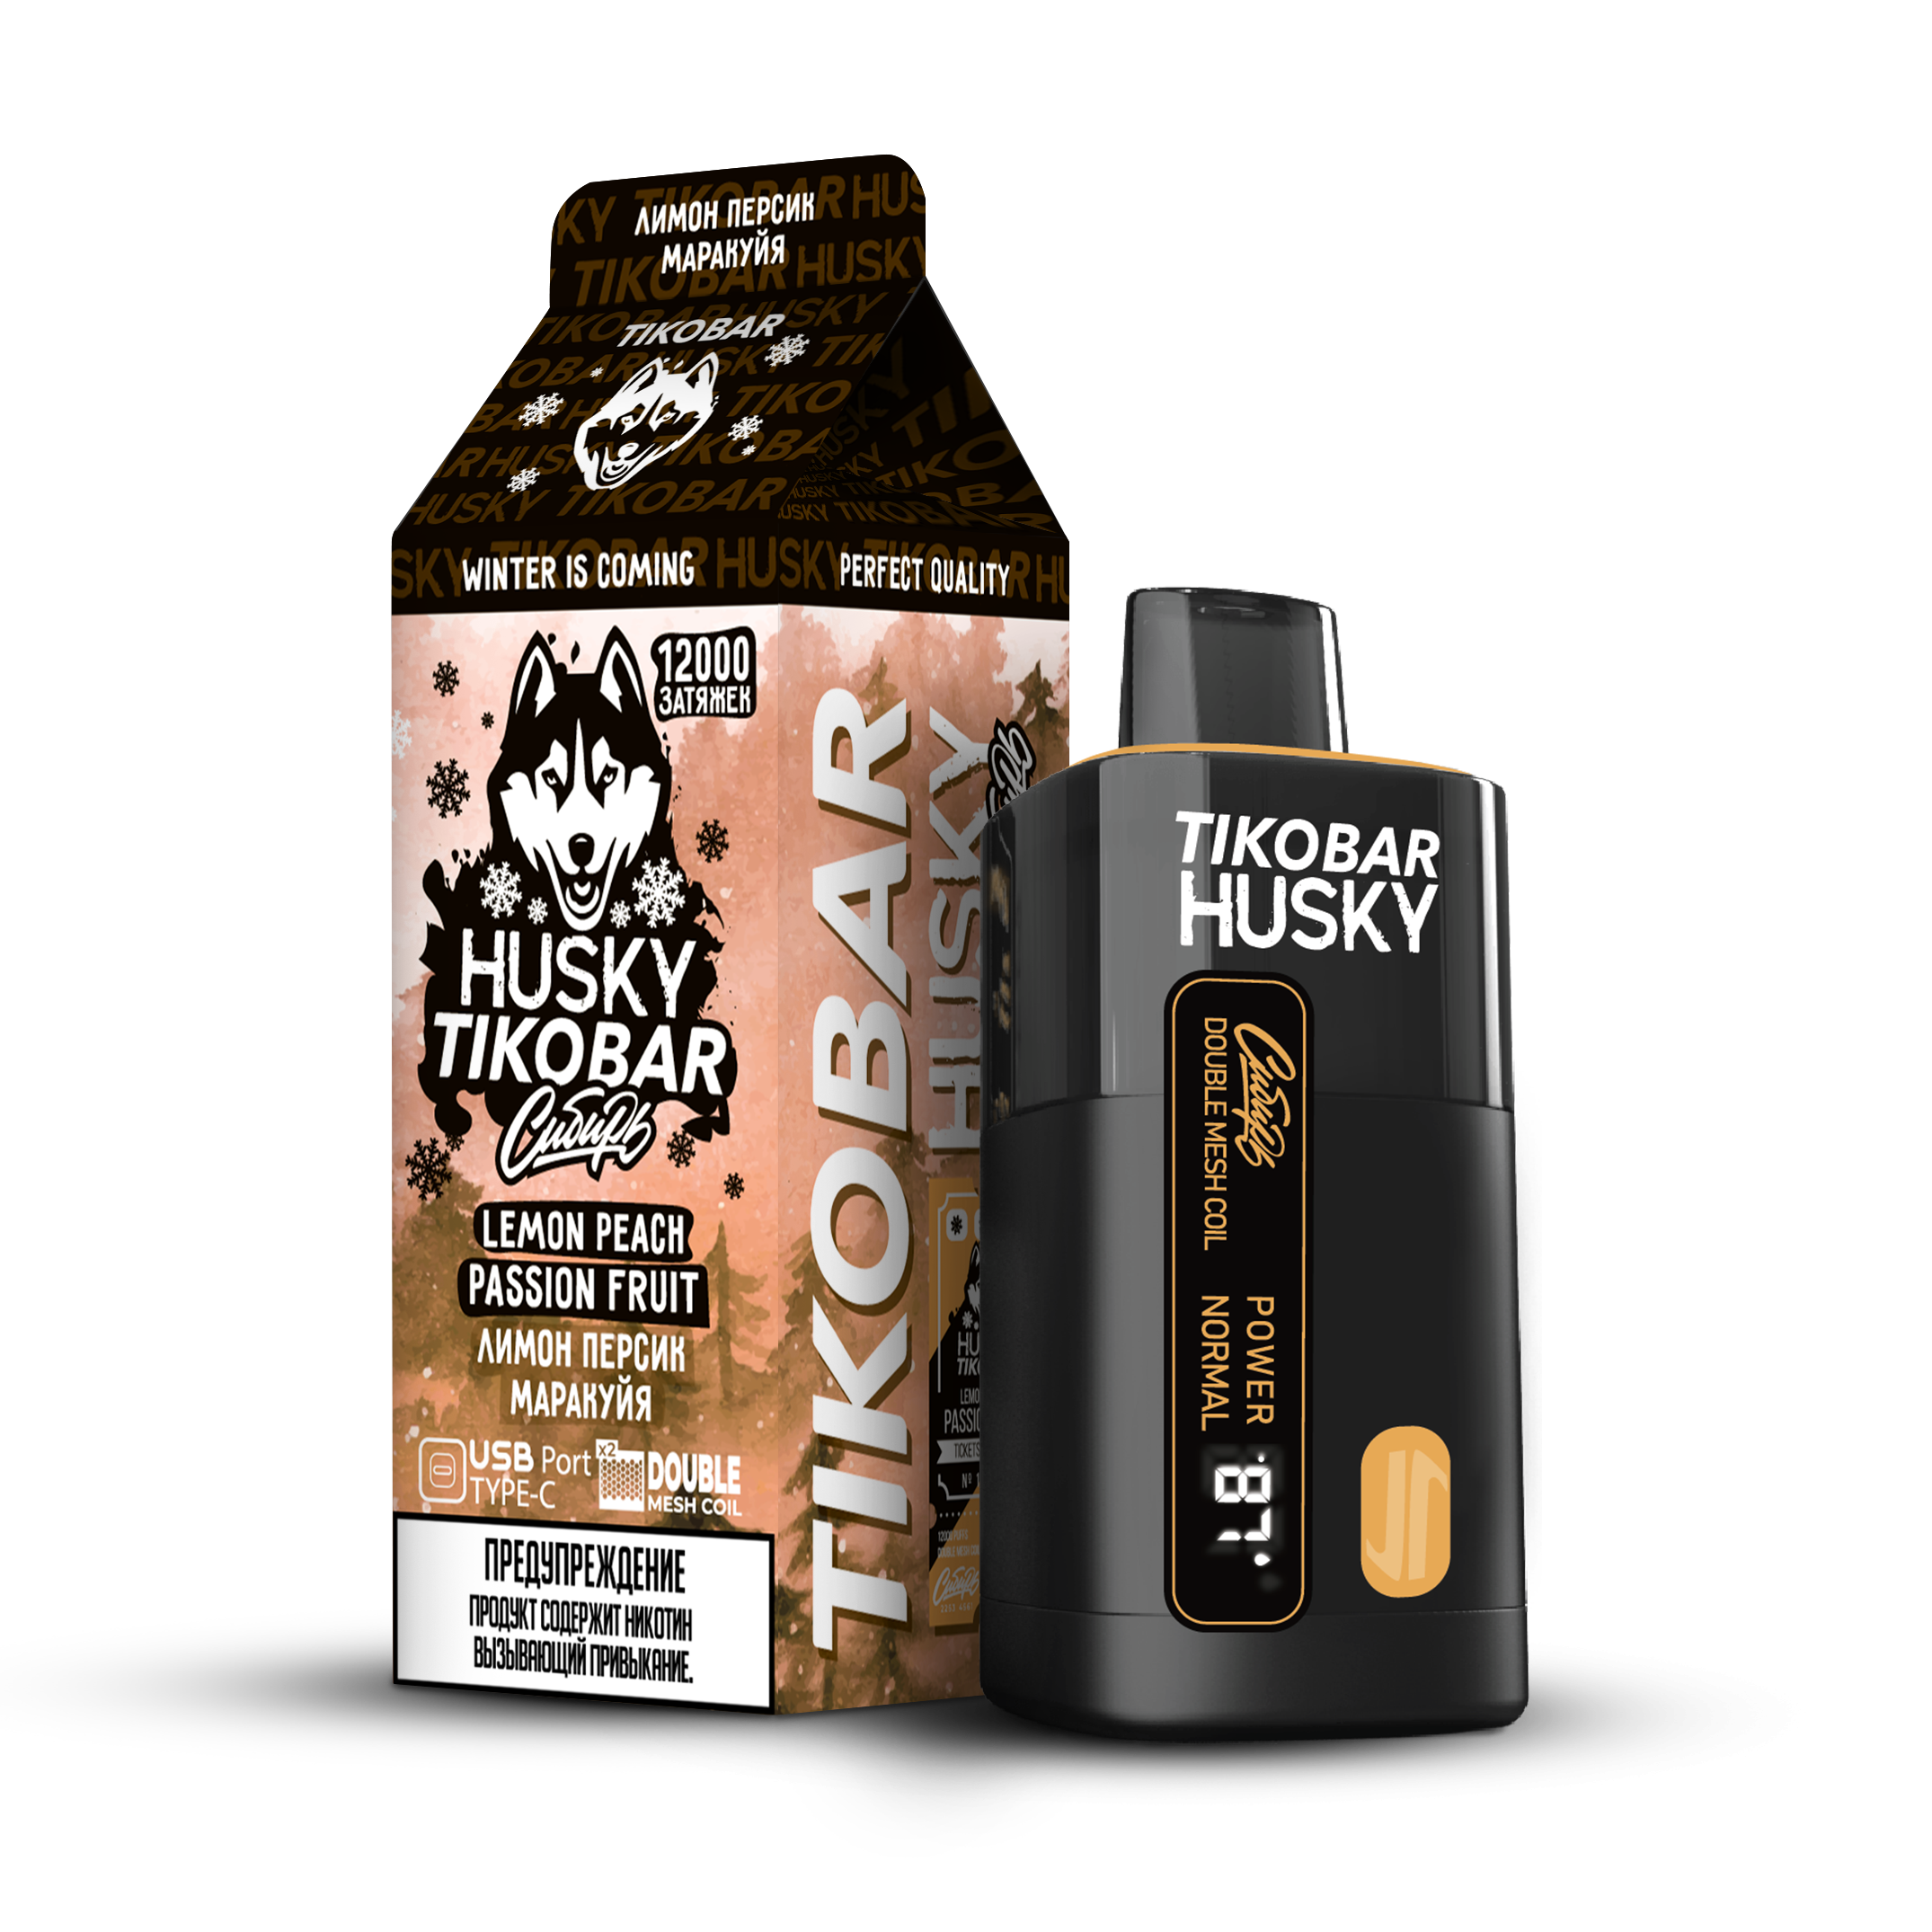 ЛИМОН ПЕРСИК
МАРАКУЙЯ
TIKOBAR
WINTER IS COMING
PERFECT QUALITY
12000
ЗАТЯЖЕК
HUSKY
TIKOBAR
Сибирь
LEMON PEACH
PASSION FRUIT
ЛИМОН ПЕРСИК
МАРАКУЙЯ
USB Port
TYPE-C
x2
DOUBLE
MESH COIL
ПРЕДУПРЕЖДЕНИЕ
ПРОДУКТ СОДЕРЖИТ НИКОТИН
ВЫЗЫВАЮЩИЙ ПРИВЫКАНИЕ.
TIKOBAR
HUSKY
Сибирь
TIKOBAR
HUSKY
Сибирь
DOUBLE MESH COIL
POWER
NORMAL